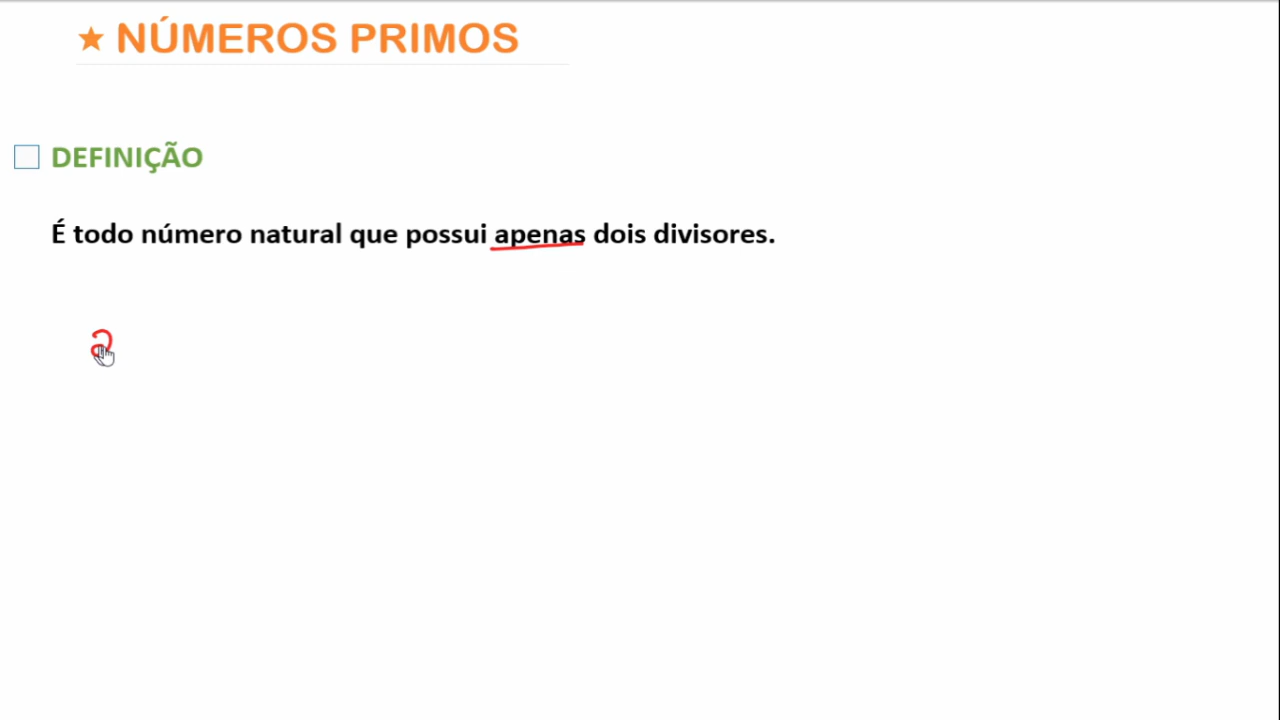 NÚMEROS PRIMOS
DEFINIÇÃO
É todo número natural que possui apenas dois divisores.
2